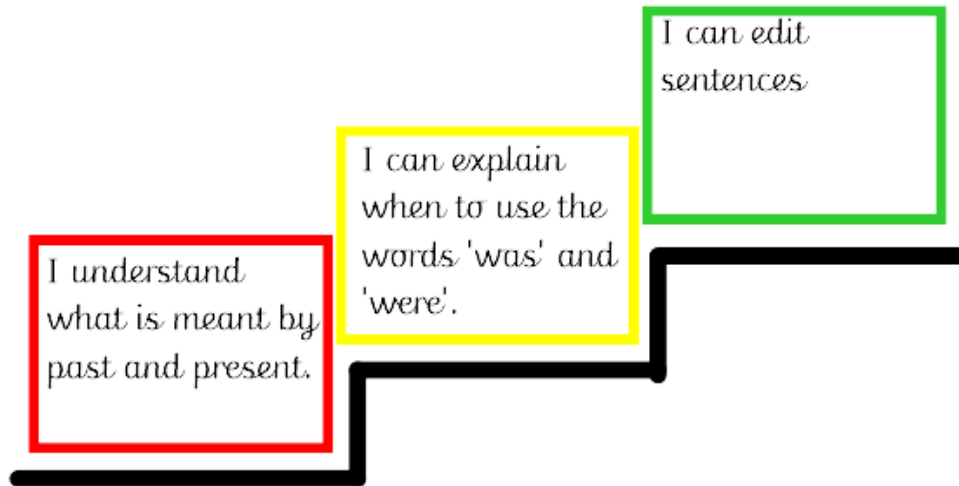 I understand
what is meant by
past and present.
I can explain
when to use the
words 'was' and
'were'.
I can edit
sentences